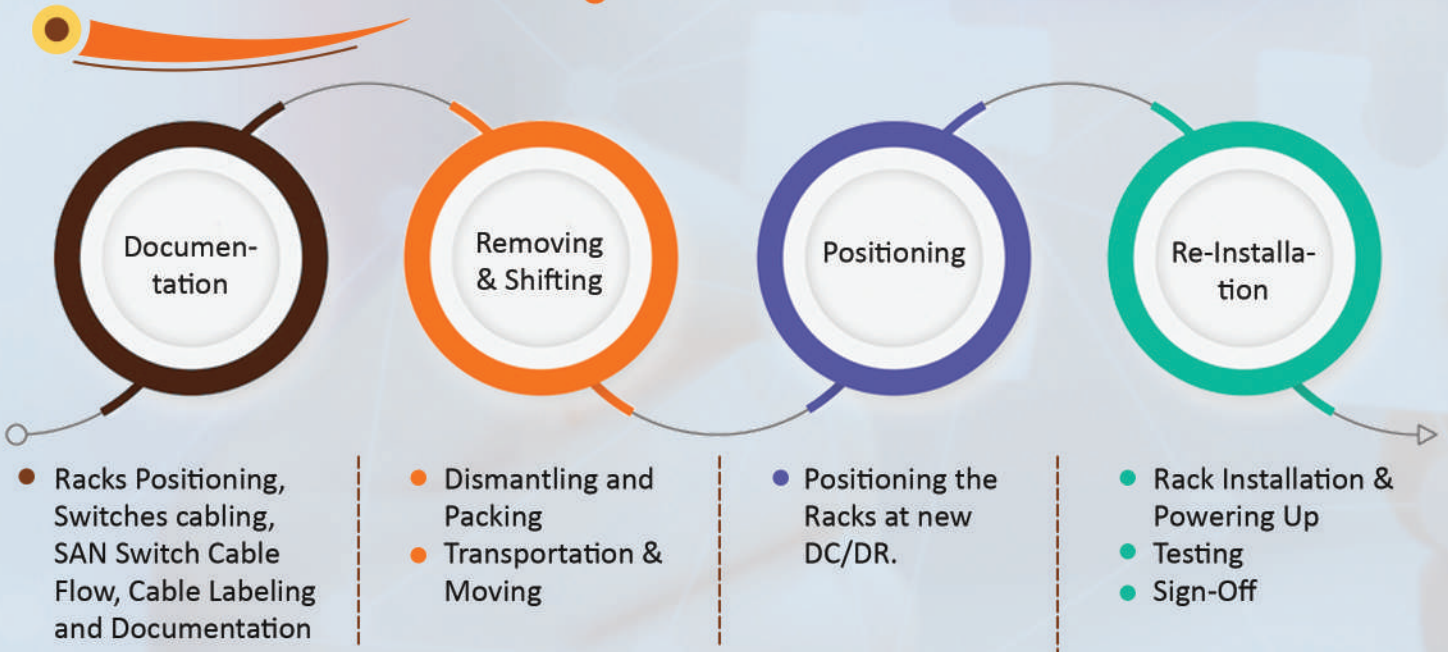 Documen-
tation
Removing
& Shifting
Positioning
Re-Installa-
tion
Racks Positioning,
Switches cabling,
SAN Switch Cable
Flow, Cable Labeling
and Documentation
Dismantling and
Packing
Transportation &
Moving
Positioning the
Racks at new
DC/DR.
Rack Installation &
Powering Up
Testing
Sign-Off